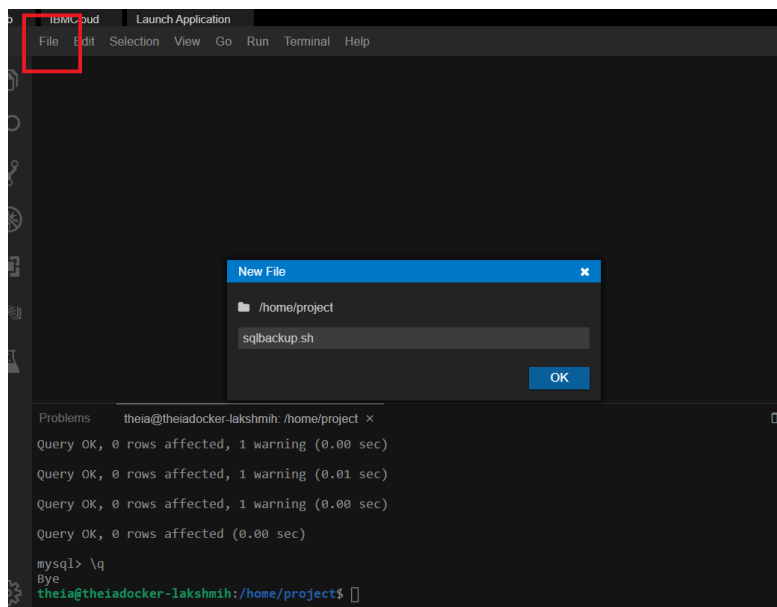 IBMCloud Launch Application
File Edit Selection View Go Run Terminal Help
New File
/home/project
sqlbackup.sh
OK
Problems theia@theiadocker-lakshmih: /home/project ×
Query OK, 0 rows affected, 1 warning (0.00 sec)
Query OK, 0 rows affected, 1 warning (0.01 sec)
Query OK, 0 rows affected, 1 warning (0.00 sec)
Query OK, 0 rows affected (0.00 sec)
mysql> \q
Bye
theia@theiadocker-lakshmih:/home/project$